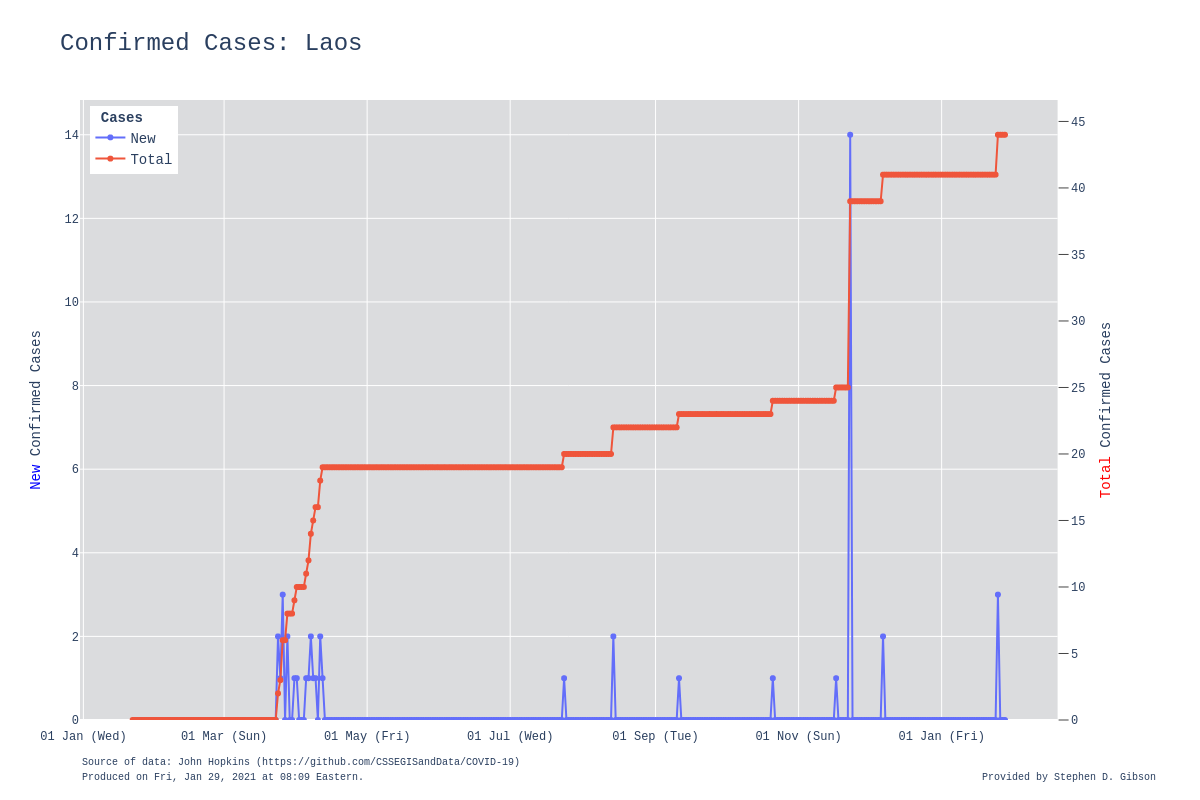 Confirmed Cases: Laos
Cases
New
Total
14
12
10
8
6
4
2
0
New Confirmed Cases
45
40
35
30
25
20
15
10
5
0
Total Confirmed Cases
01 Jan (Wed) 01 Mar (Sun) 01 May (Fri) 01 Jul (Wed) 01 Sep (Tue) 01 Nov (Sun) 01 Jan (Fri)
Source of data: John Hopkins (https://github.com/CSSEGISandData/COVID-19)
Produced on Fri, Jan 29, 2021 at 08:09 Eastern.
Provided by Stephen D. Gibson